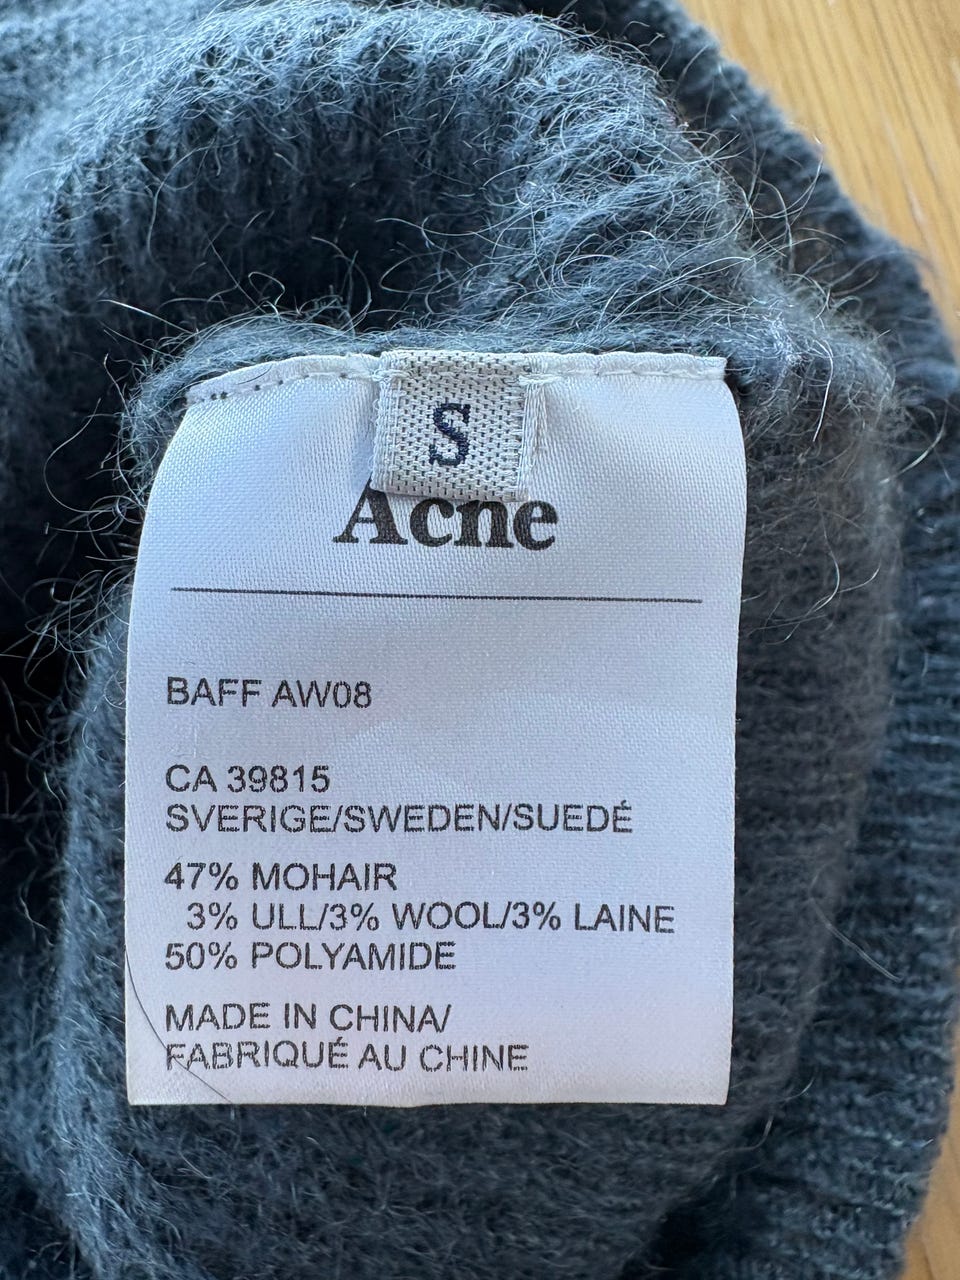 S
Acne
BAFF AW08
CA 39815
SVERIGE/SWEDEN/SUEDÉ
47% MOHAIR
3% ULL/3% WOOL/3% LAINE
50% POLYAMIDE
MADE IN CHINA/
FABRIQUÉ AU CHINE